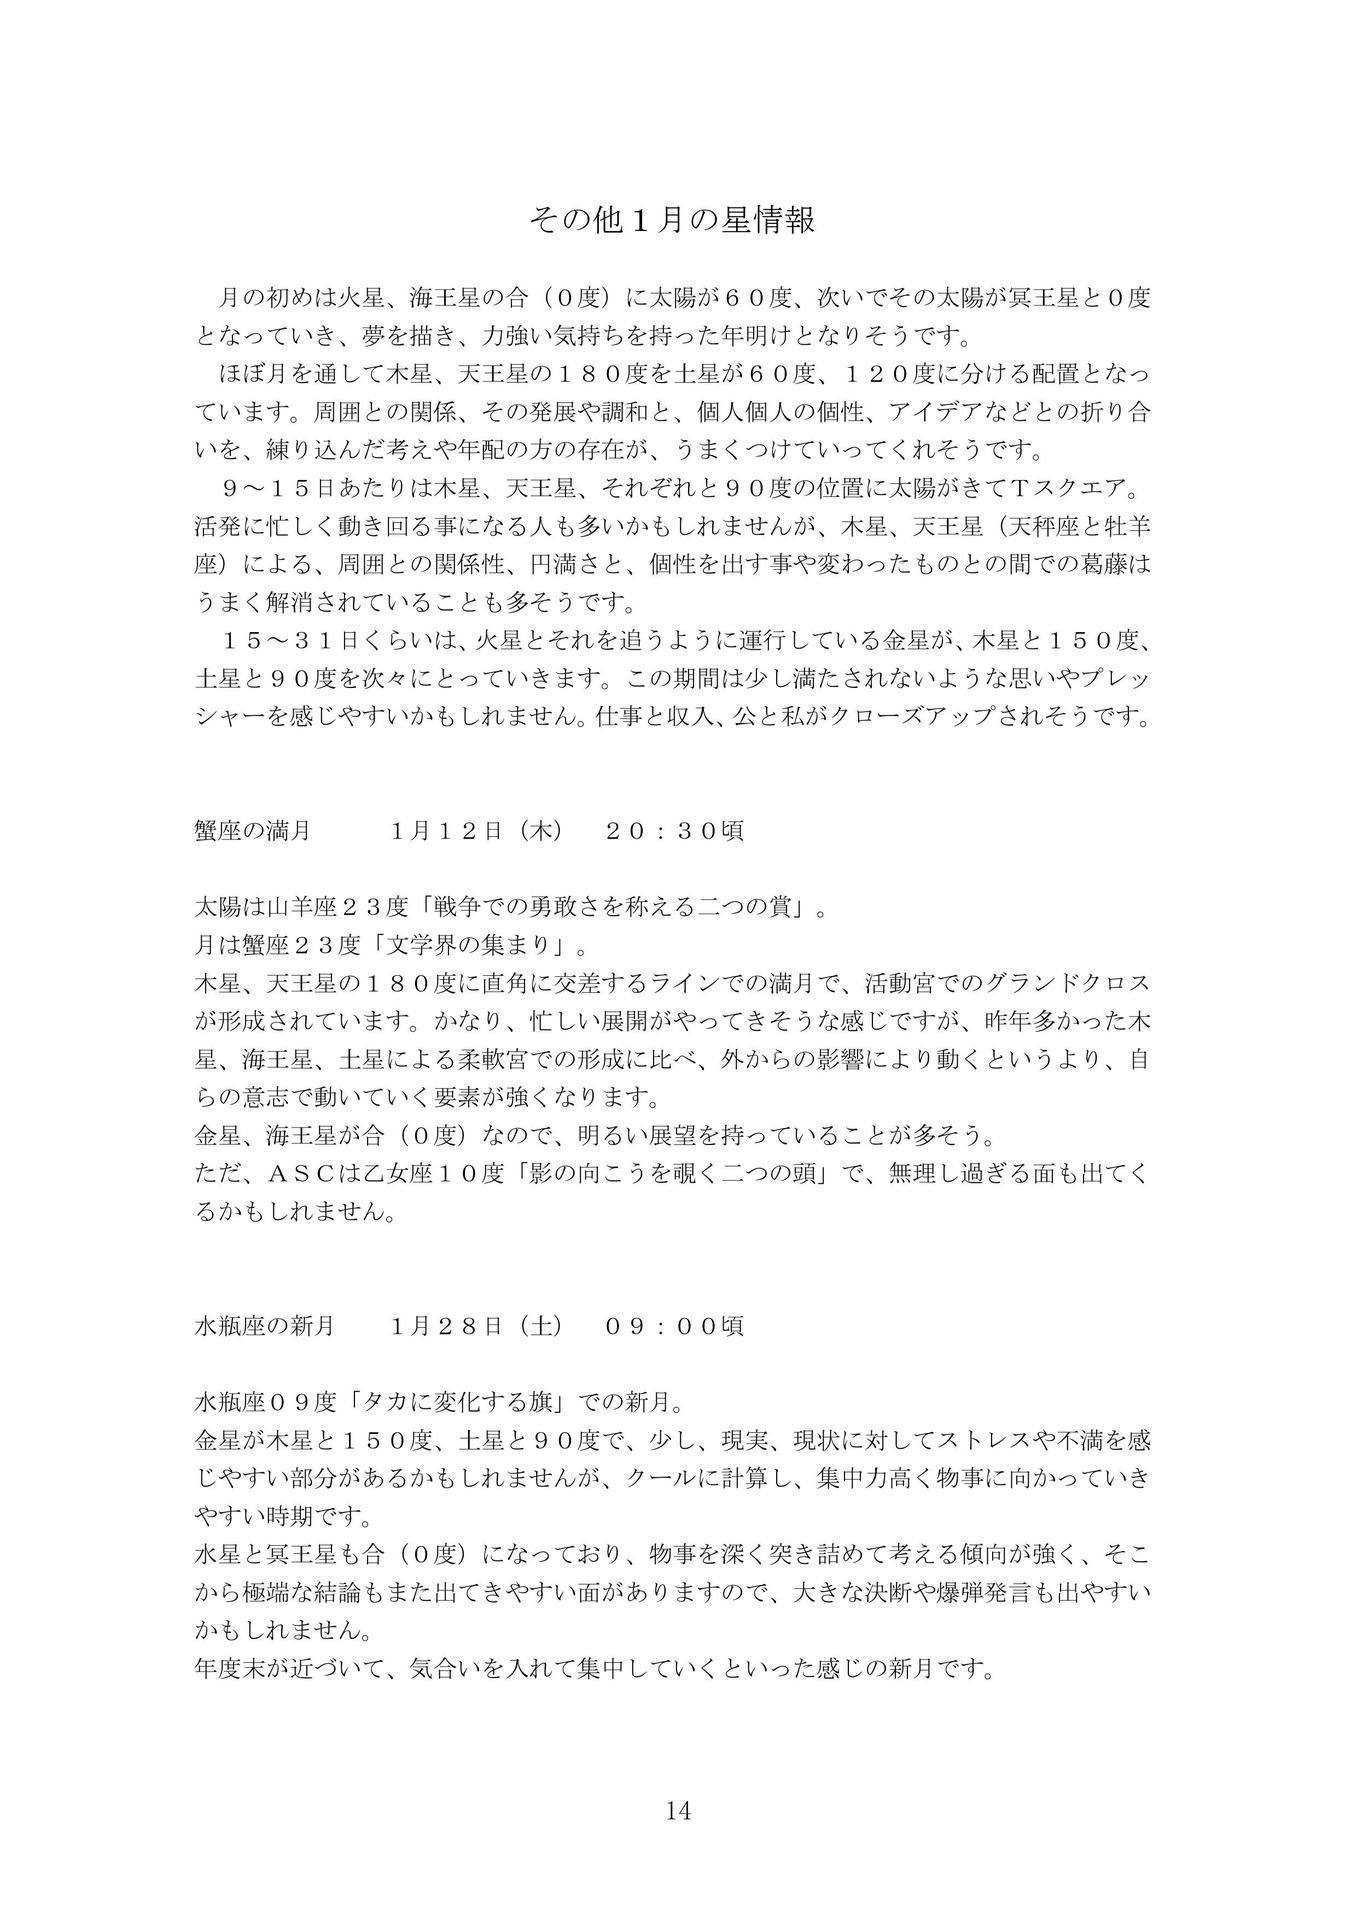 その他１月の星情報
　月の初めは火星、海王星の合（０度）に太陽が６０度、次いでその太陽が冥王星と０度
となっていき、夢を描き、力強い気持ちを持った年明けとなりそうです。
　ほぼ月を通して木星、天王星の１８０度を土星が６０度、１２０度に分ける配置となっ
ています。周囲との関係、その発展や調和と、個人個人の個性、アイデアなどとの折り合
いを、練り込んだ考えや年配の方の存在が、うまくつけていってくれそうです。
　９～１５日あたりは木星、天王星、それぞれと９０度の位置に太陽がきてＴスクエア。
活発に忙しく動き回る事になる人も多いかもしれませんが、木星、天王星（天秤座と牡羊
座）による、周囲との関係性、円満さと、個性を出す事や変わったものとの間での葛藤は
うまく解消されていることも多そうです。
　１５～３１日くらいは、火星とそれを追うように運行している金星が、木星と１５０度、
土星と９０度を次々にとっていきます。この期間は少し満たされないような思いやプレッ
シャーを感じやすいかもしれません。仕事と収入、公と私がクローズアップされそうです。
蟹座の満月　　　１月１２日（木）　２０：３０頃
太陽は山羊座２３度「戦争での勇敢さを称える二つの賞」。
月は蟹座２３度「文学界の集まり」。
木星、天王星の１８０度に直角に交差するラインでの満月で、活動宮でのグランドクロス
が形成されています。かなり、忙しい展開がやってきそうな感じですが、昨年多かった木
星、海王星、土星による柔軟宮での形成に比べ、外からの影響により動くというより、自
らの意志で動いていく要素が強くなります。
金星、海王星が合（０度）なので、明るい展望を持っていることが多そう。
ただ、ＡＳＣは乙女座１０度「影の向こうを覗く二つの頭」で、無理し過ぎる面も出てく
るかもしれません。
水瓶座の新月　　１月２８日（土）　０９：００頃
水瓶座０９度「タカに変化する旗」での新月。
金星が木星と１５０度、土星と９０度で、少し、現実、現状に対してストレスや不満を感
じやすい部分があるかもしれませんが、クールに計算し、集中力高く物事に向かっていき
やすい時期です。
水星と冥王星も合（０度）になっており、物事を深く突き詰めて考える傾向が強く、そこ
から極端な結論もまた出てきやすい面がありますので、大きな決断や爆弾発言も出やすい
かもしれません。
年度末が近づいて、気合いを入れて集中していくといった感じの新月です。
14